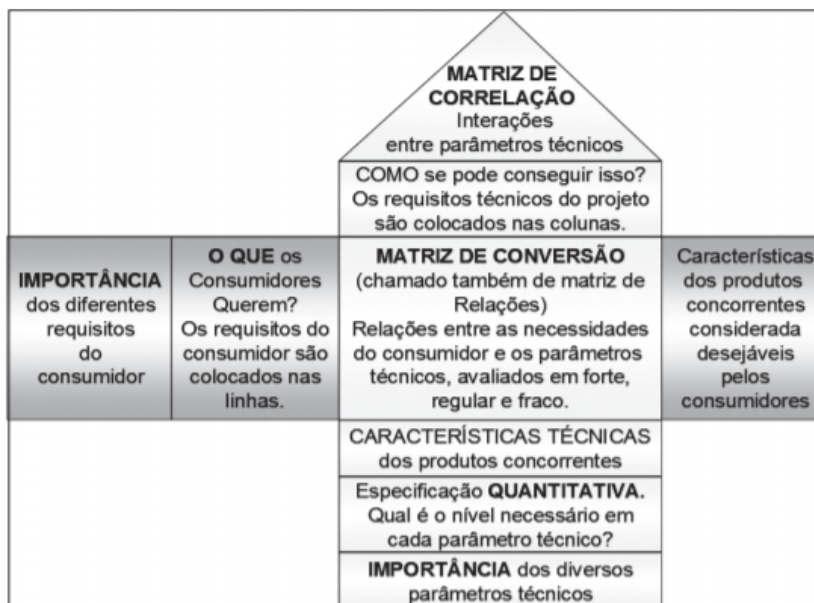 MATRIZ DE
CORRELAÇÃO
Interações
entre parâmetros técnicos
COMO se pode conseguir isso?
Os requisitos técnicos do projeto
são colocados nas colunas.
IMPORTÂNCIA
dos diferentes
requisitos
do
consumidor
O QUE os
Consumidores
Querem?
Os requisitos do
consumidor são
colocados nas
linhas.
MATRIZ DE CONVERSÃO
(chamado também de matriz de
Relações)
Relações entre as necessidades
do consumidor e os parâmetros
técnicos, avaliados em forte,
regular e fraco.
Características
dos produtos
concorrentes
considerada
desejáveis
pelos
consumidores
CARACTERÍSTICAS TÉCNICAS
dos produtos concorrentes
Especificação QUANTITATIVA.
Qual é o nível necessário em
cada parâmetro técnico?
IMPORTÂNCIA dos diversos
parâmetros técnicos